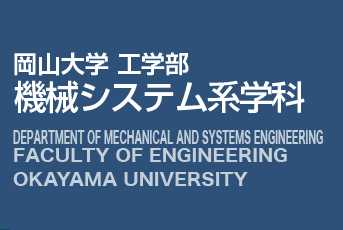 岡山大学 工学部
機械システム系学科
DEPARTMENT OF MECHANICAL AND SYSTEMS ENGINEERING
FACULTY OF ENGINEERING
OKAYAMA UNIVERSITY